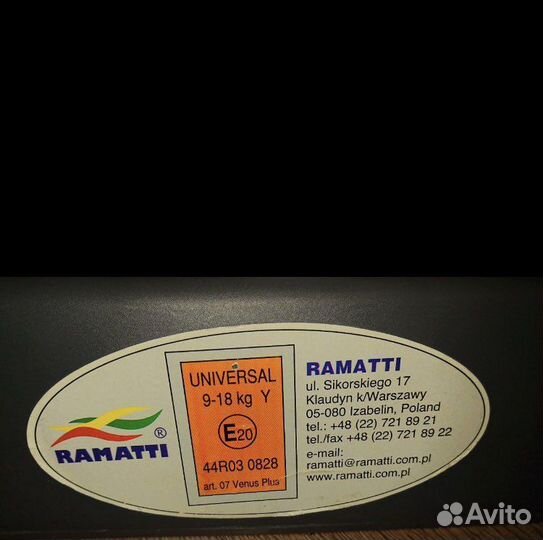 RAMATTI
®
UNIVERSAL
9-18 kg Y
E20
44R03 0828
art. 07 Venus Plus
RAMATTI
ul. Sikorskiego 17
Klaudyn k/Warszawy
05-080 Izabelin, Poland
tel.: +48 (22) 721 89 21
tel./fax +48 (22) 721 89 22
e-mail:
ramatti@ramatti.com.pl
www.ramatti.com.pl
Avito